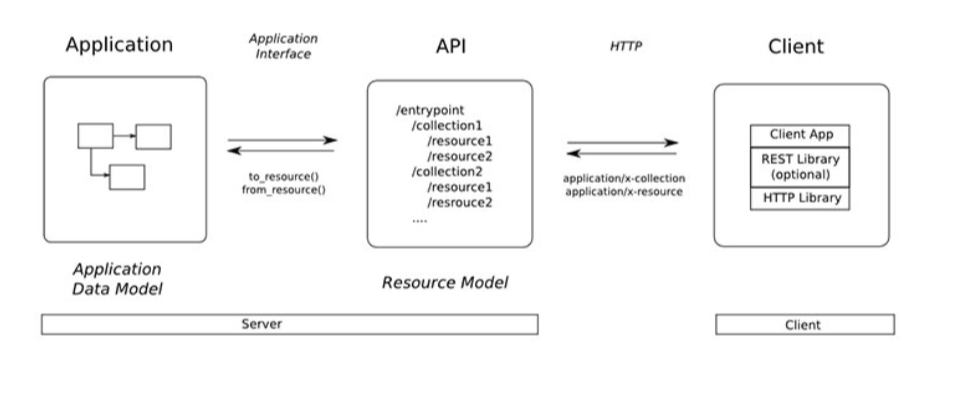 Application
Application
Interface
API
HTTP
Client
/entrypoint
/collection1
/resource1
/resource2
/collection2
/resource1
/resrouce2
....
to_resource()
from_resource()
application/x-collection
application/x-resource
Client App
REST Library
(optional)
HTTP Library
Application
Data Model
Resource Model
Server
Client